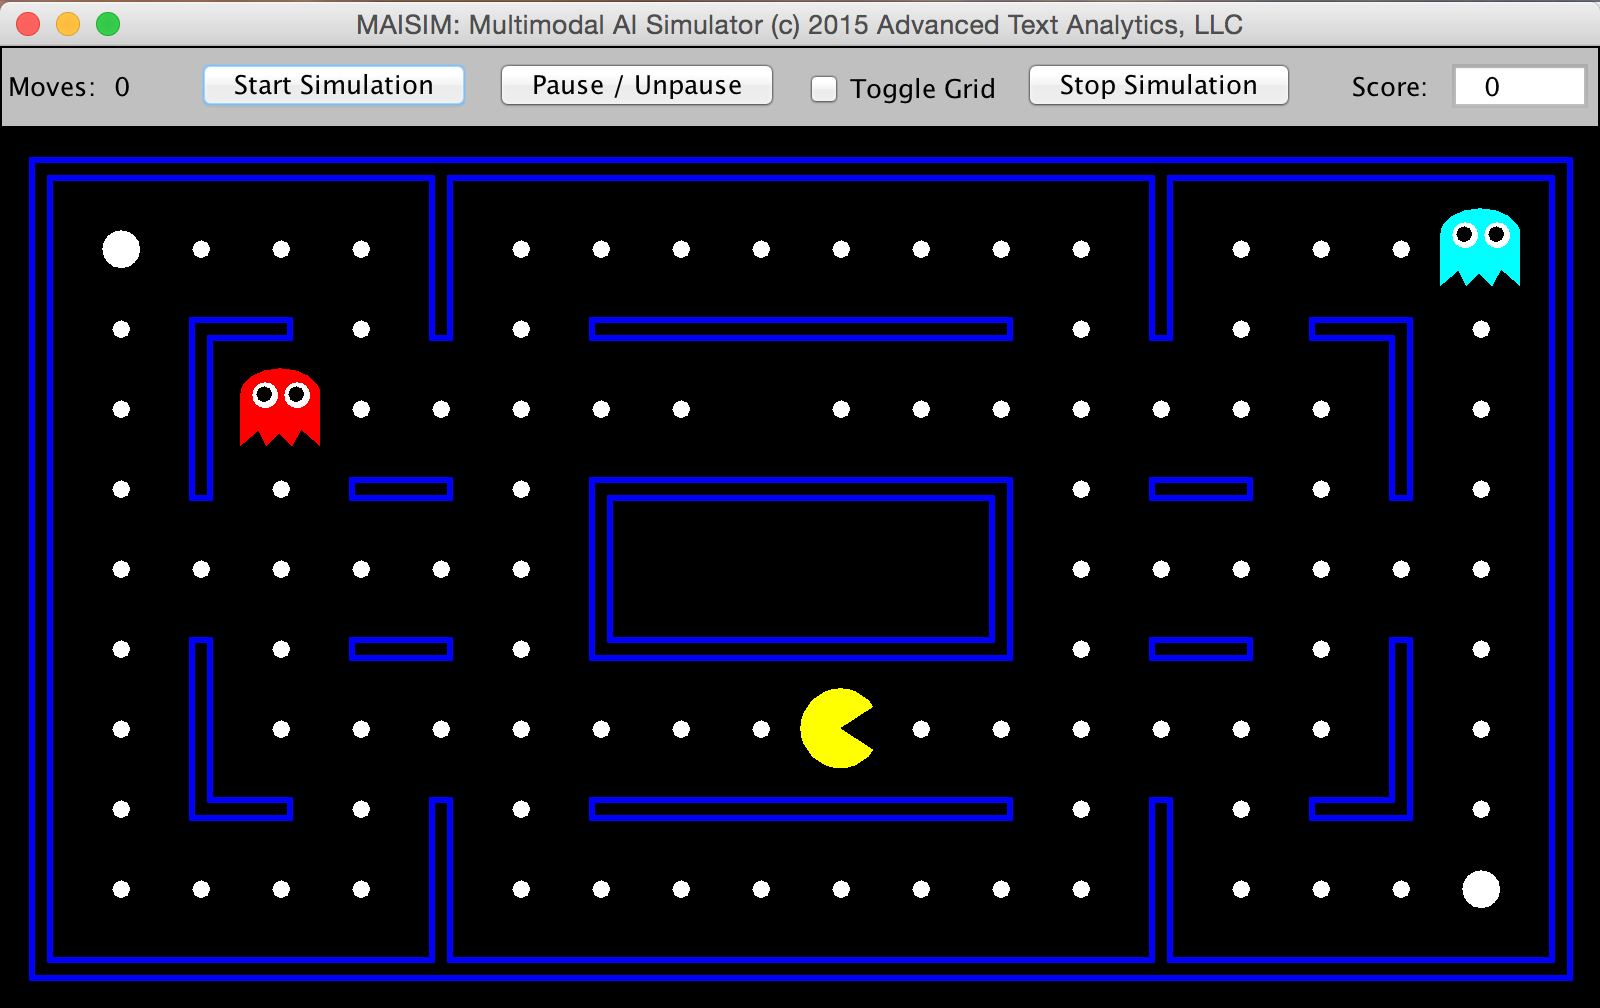 MAISIM: Multimodal AI Simulator (c) 2015 Advanced Text Analytics, LLC
Moves: 0 Start Simulation Pause / Unpause Toggle Grid Stop Simulation Score: 0